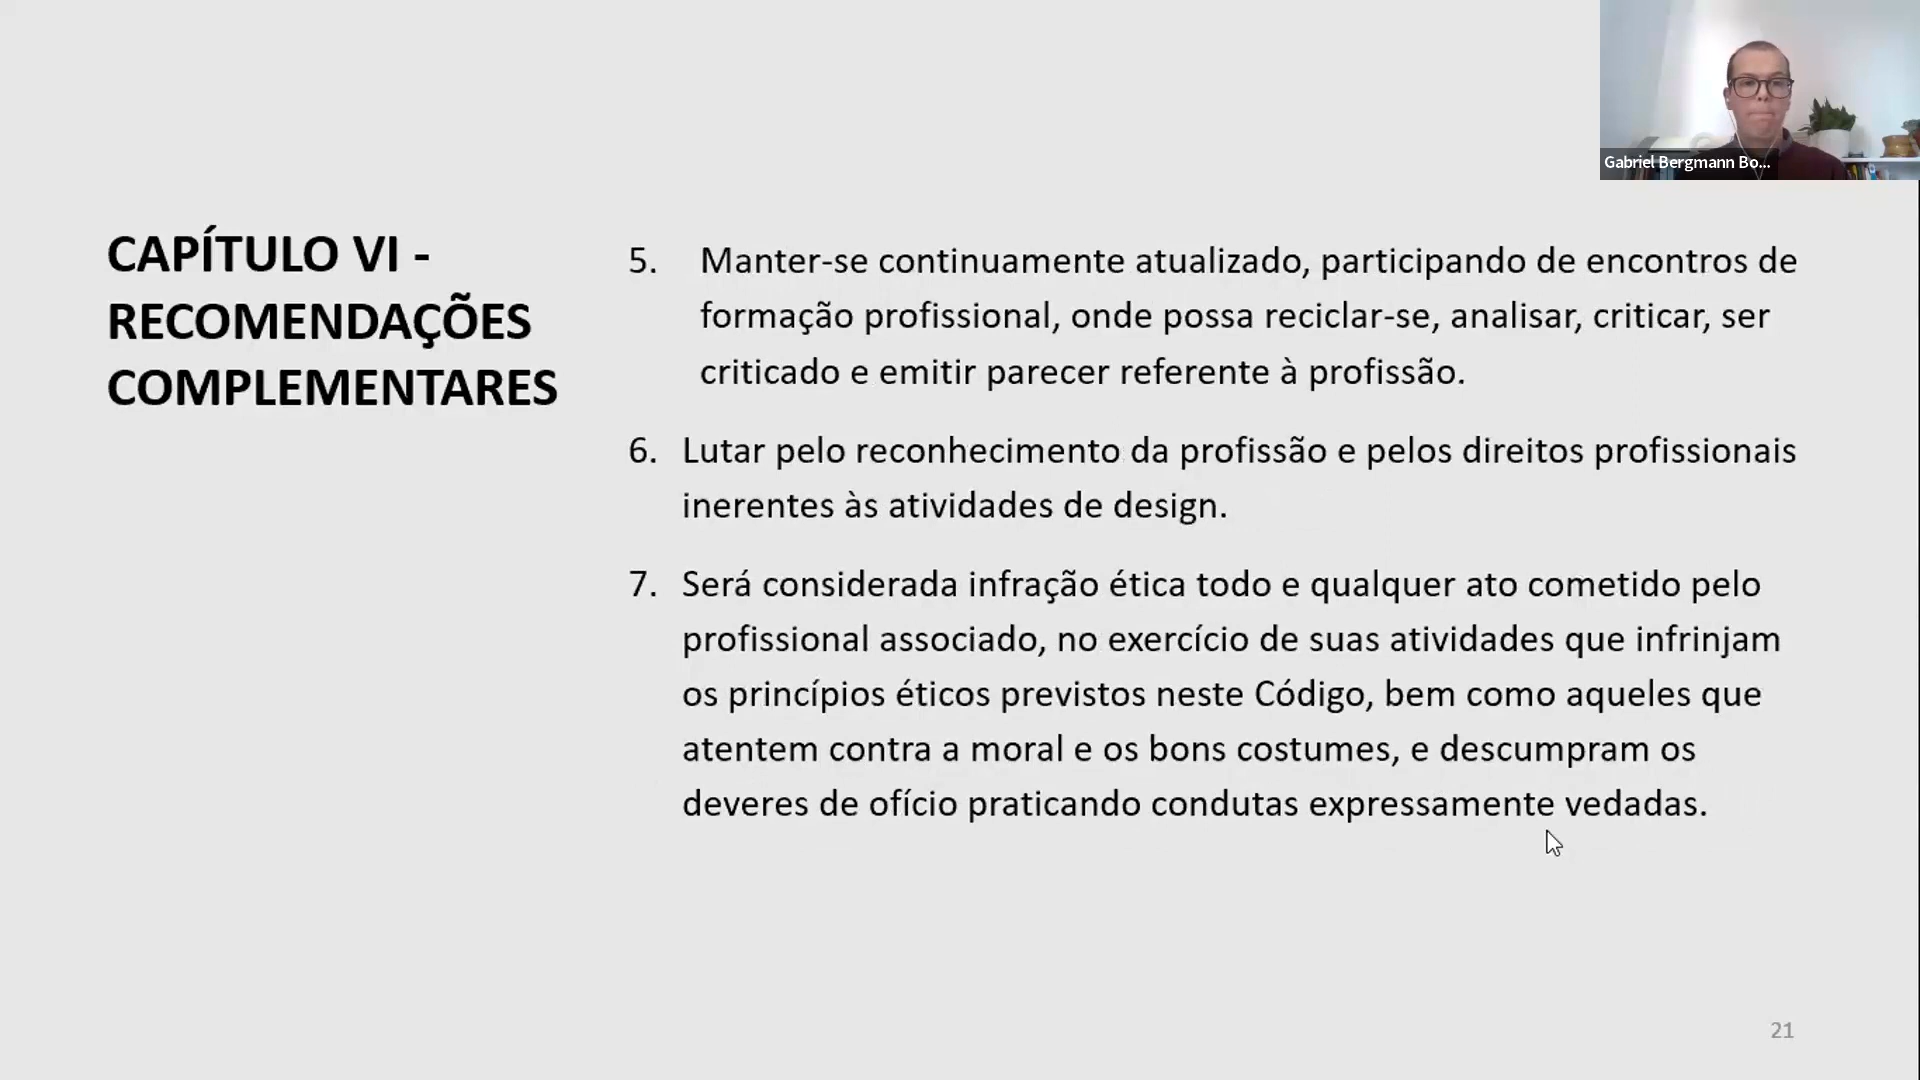 Gabriel Bergmann Bo...
CAPÍTULO VI -
RECOMENDAÇÕES
COMPLEMENTARES
5. Manter-se continuamente atualizado, participando de encontros de
formação profissional, onde possa reciclar-se, analisar, criticar, ser
criticado e emitir parecer referente à profissão.
6. Lutar pelo reconhecimento da profissão e pelos direitos profissionais
inerentes às atividades de design.
7. Será considerada infração ética todo e qualquer ato cometido pelo
profissional associado, no exercício de suas atividades que infrinjam
os princípios éticos previstos neste Código, bem como aqueles que
atentem contra a moral e os bons costumes, e descumpram os
deveres de ofício praticando condutas expressamente vedadas.
21